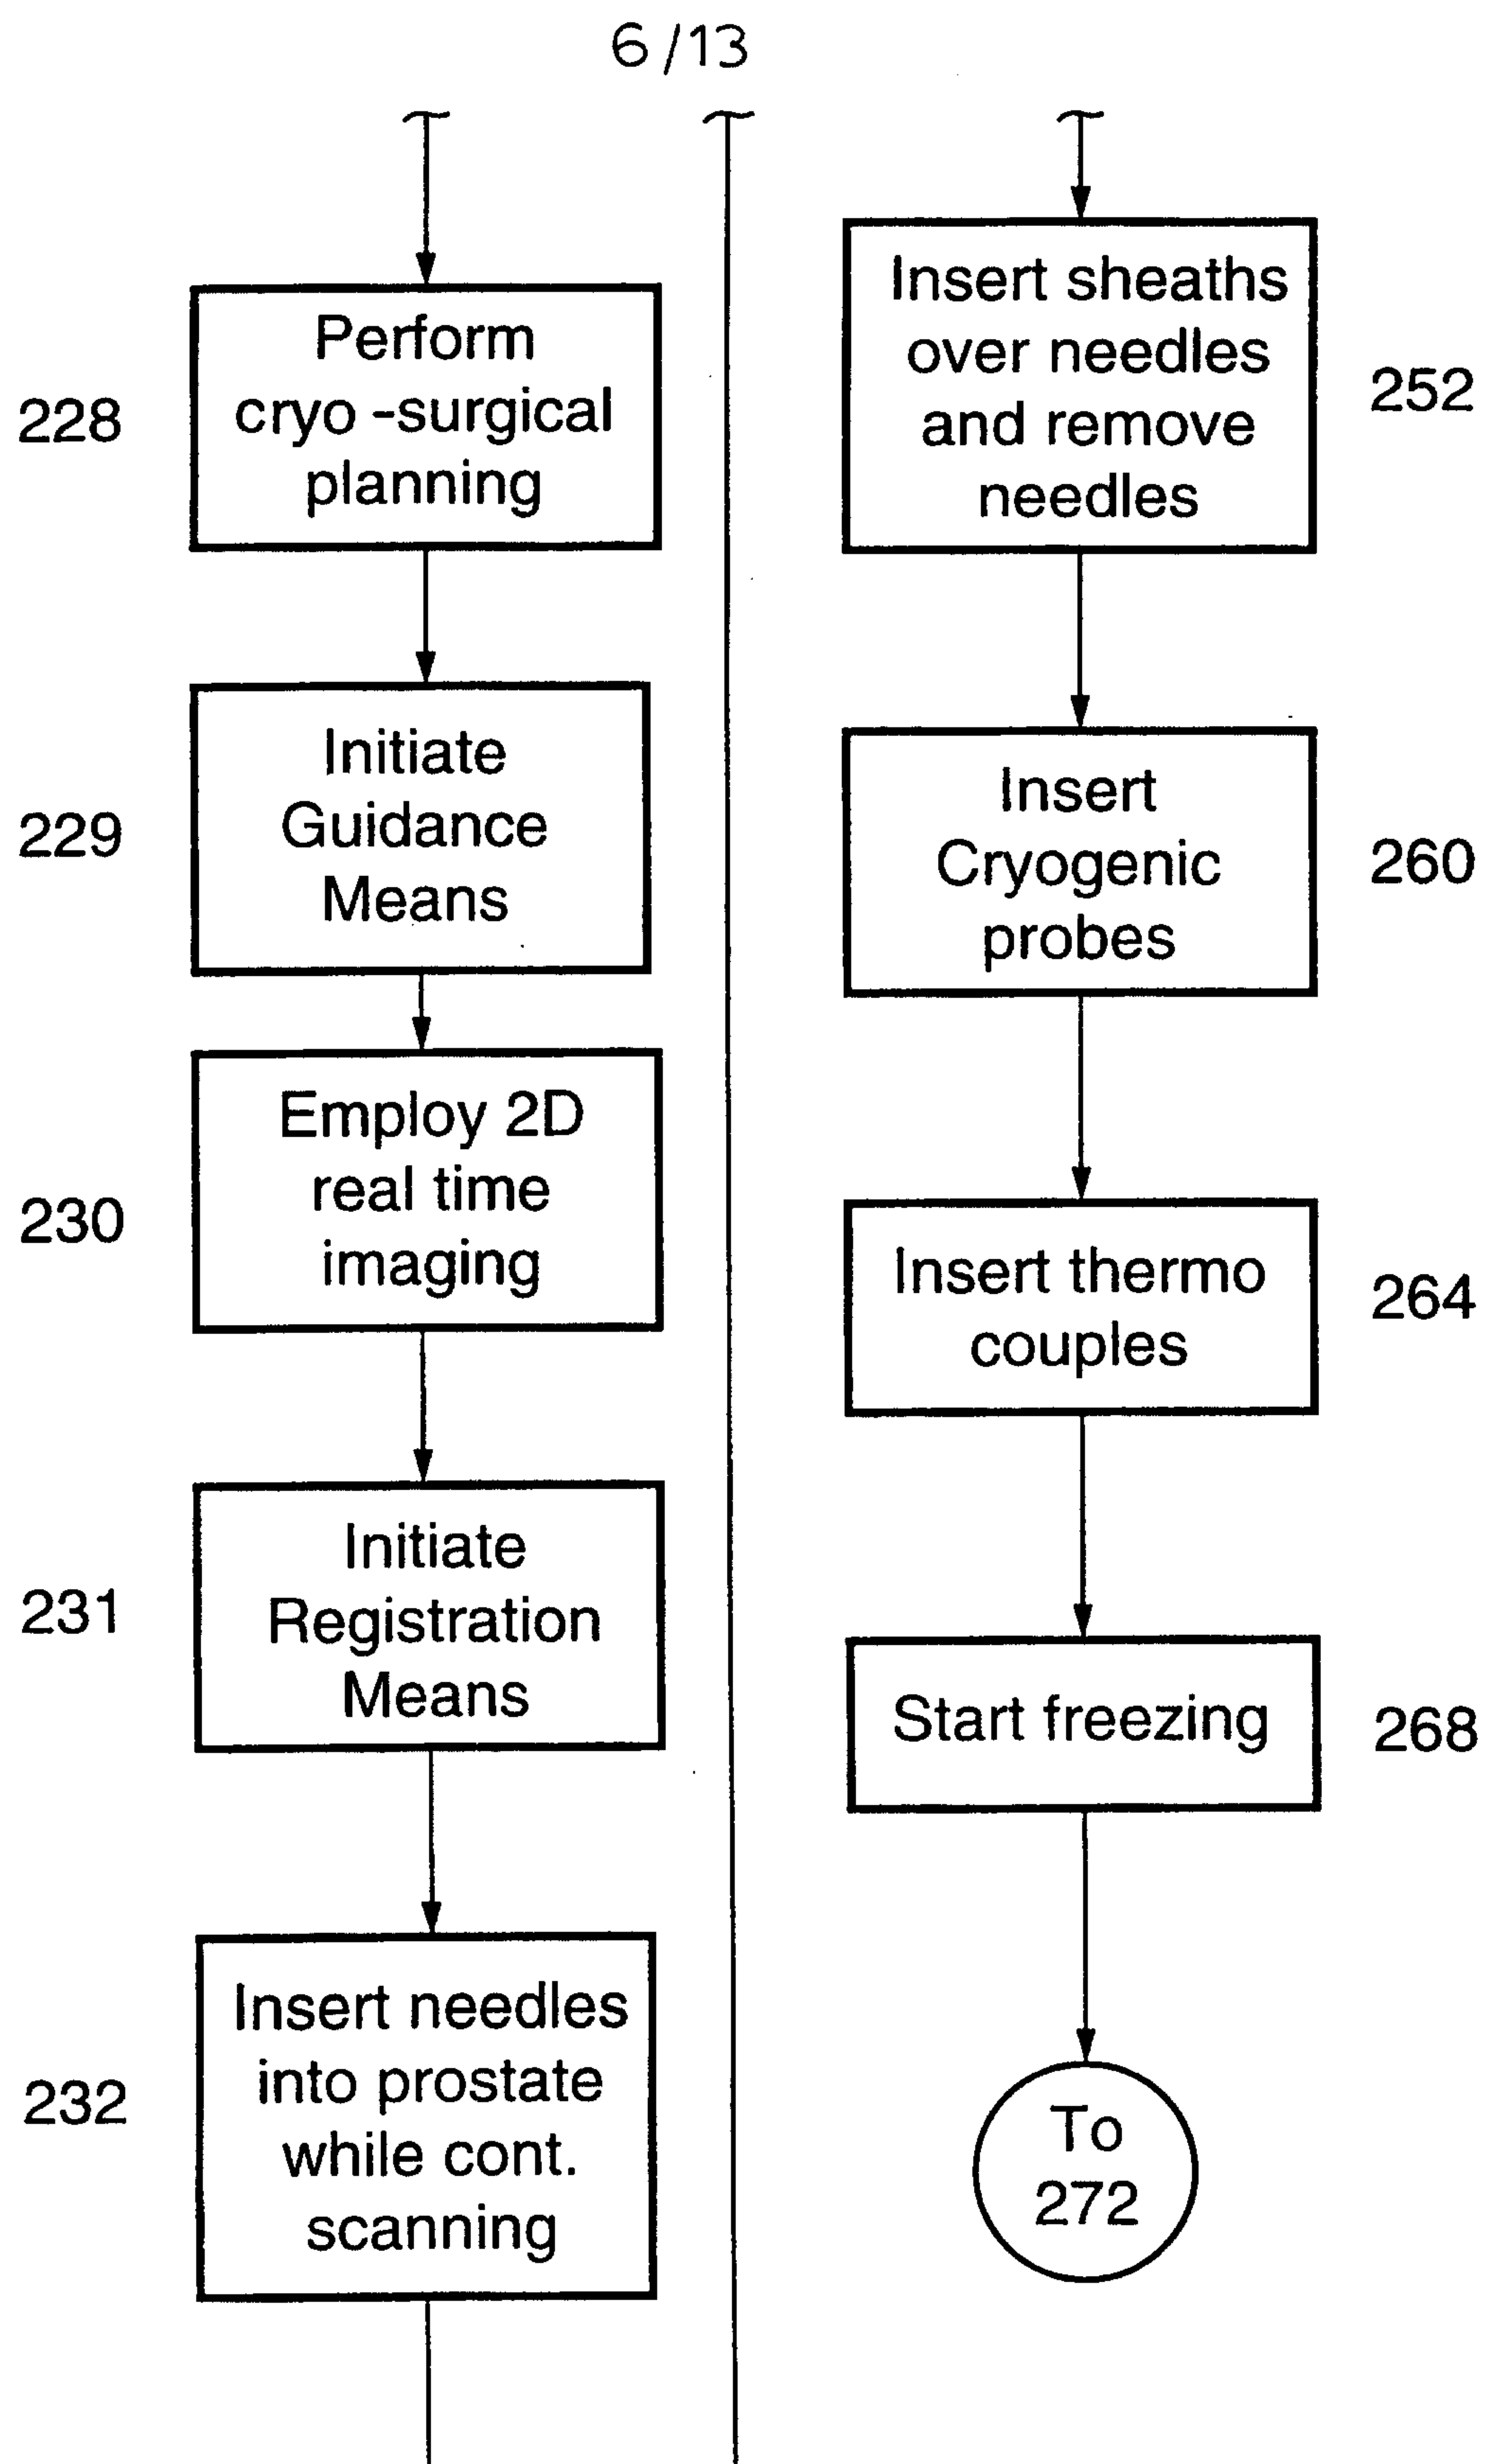 6/13
228
Perform
cryo -surgical
planning
229
Initiate
Guidance
Means
230
Employ 2D
real time
imaging
231
Initiate
Registration
Means
232
Insert needles
into prostate
while cont.
scanning
Insert sheaths
over needles
and remove
needles
252
Insert
Cryogenic
probes
260
Insert thermo
couples
264
Start freezing
268
To
272